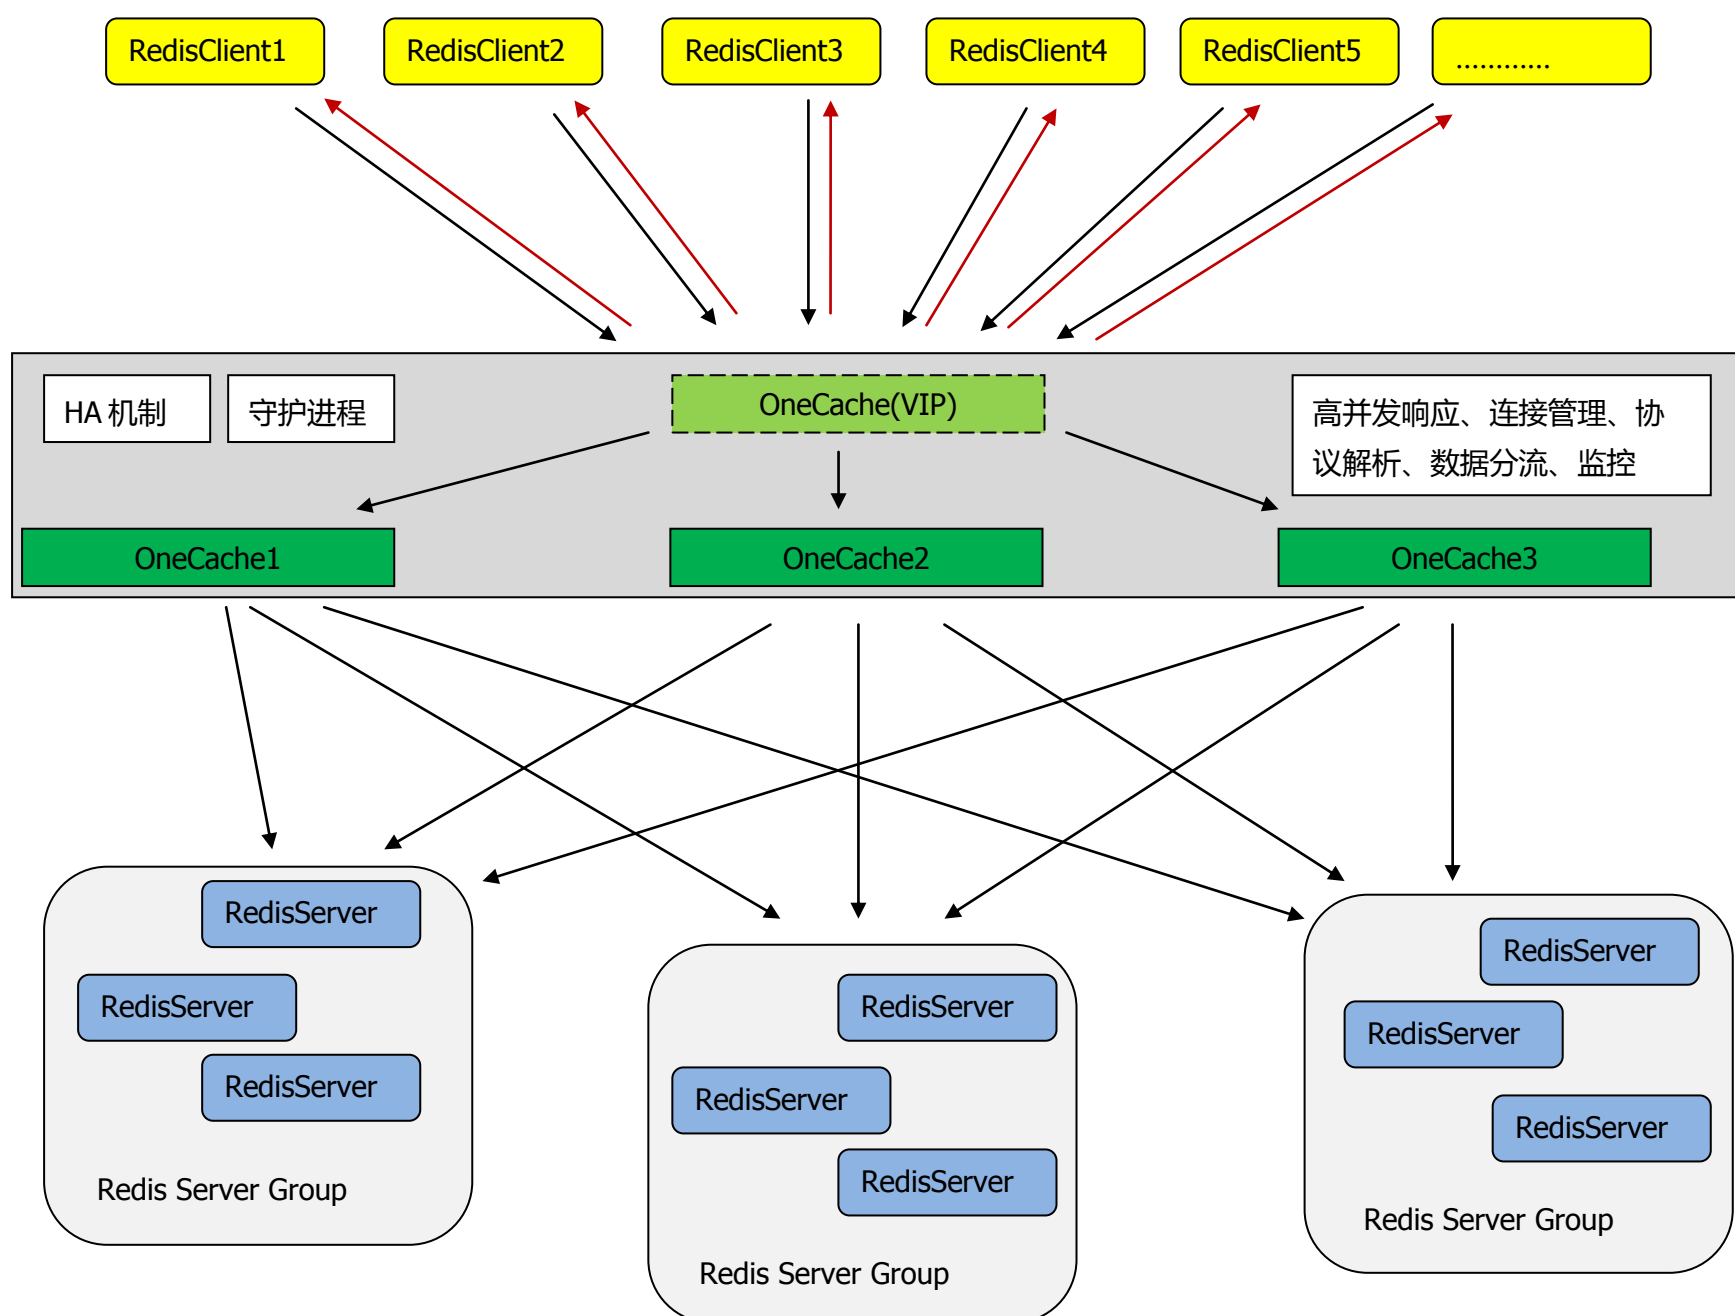 RedisClient1
RedisClient2
RedisClient3
RedisClient4
RedisClient5
…………
HA 机制
守护进程
OneCache(VIP)
高并发响应、连接管理、协
议解析、数据分流、监控
OneCache1
OneCache2
OneCache3
RedisServer
RedisServer
RedisServer
Redis Server Group
RedisServer
RedisServer
RedisServer
Redis Server Group
RedisServer
RedisServer
RedisServer
Redis Server Group